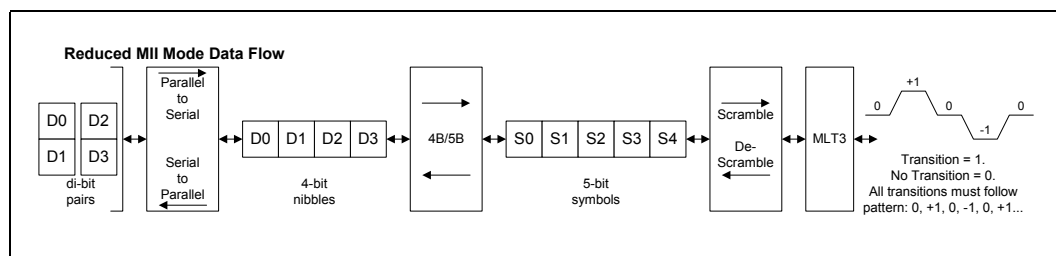 Reduced MII Mode Data Flow
D0 D2
D1 D3
di-bit
pairs
Parallel
to
Serial
Serial
to
Parallel
D0 D1 D2 D3
4-bit
nibbles
4B/5B
S0 S1 S2 S3 S4
5-bit
symbols
Scramble
De-
Scramble
MLT3
0 +1 0 -1 0
Transition = 1.
No Transition = 0.
All transitions must follow
pattern: 0, +1, 0, -1, 0, +1...